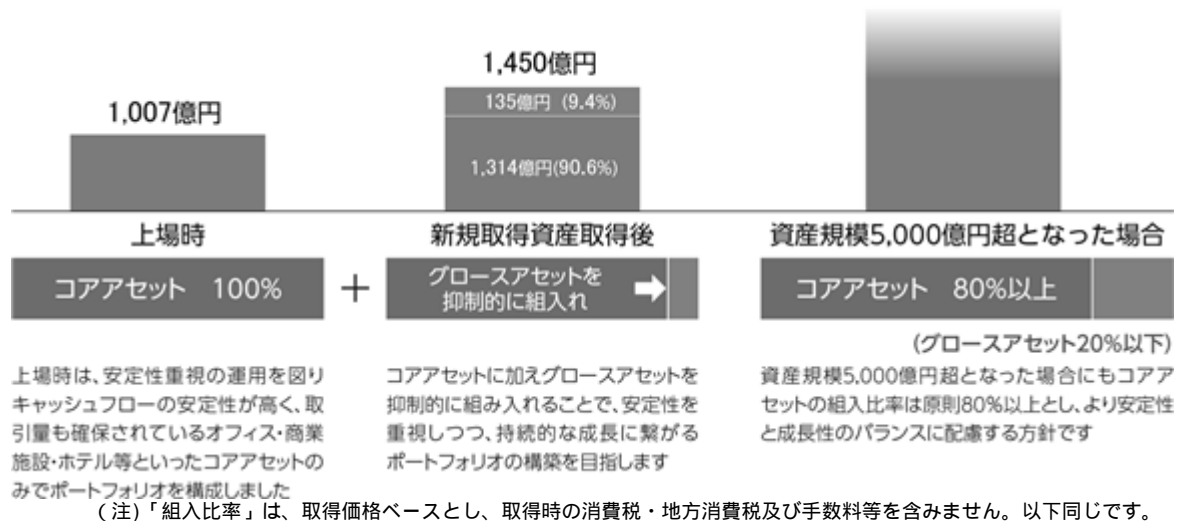 1,007億円
上場時
コアアセット 100%
上場時は、安定性重視の運用を図り
キャッシュフローの安定性が高く、取
引量も確保されているオフィス・商業
施設・ホテル等といったコアアセットの
みでポートフォリオを構成しました
+
1,450億円
135億円 (9.4%)
1,314億円(90.6%)
新規取得資産取得後
グロースアセットを
抑制的に組入れ
コアアセットに加えグロースアセットを
抑制的に組み入れることで、安定性を
重視しつつ、持続的な成長に繋がる
ポートフォリオの構築を目指します
資産規模5,000億円超となった場合
コアアセット 80%以上
(グロースアセット20%以下)
資産規模5,000億円超となった場合にもコアア
セットの組入比率は原則80%以上とし、より安定性
と成長性のバランスに配慮する方針です
(注)「組入比率」は、取得価格ベースとし、取得時の消費税・地方消費税及び手数料等を含みません。以下同じです。